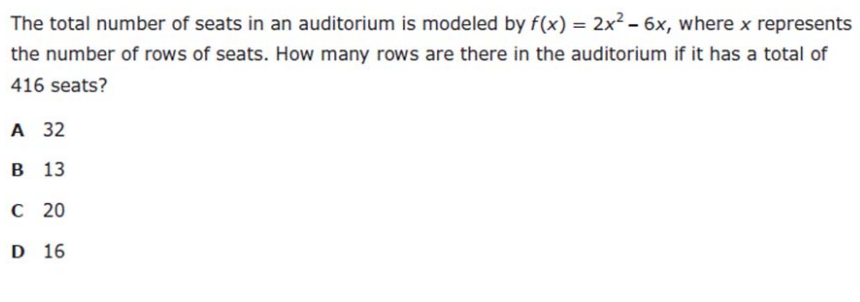 The total number of seats in an auditorium is modeled by f(x) = 2x² – 6x, where x represents
the number of rows of seats. How many rows are there in the auditorium if it has a total of
416 seats?
A 32
B 13
C 20
D 16